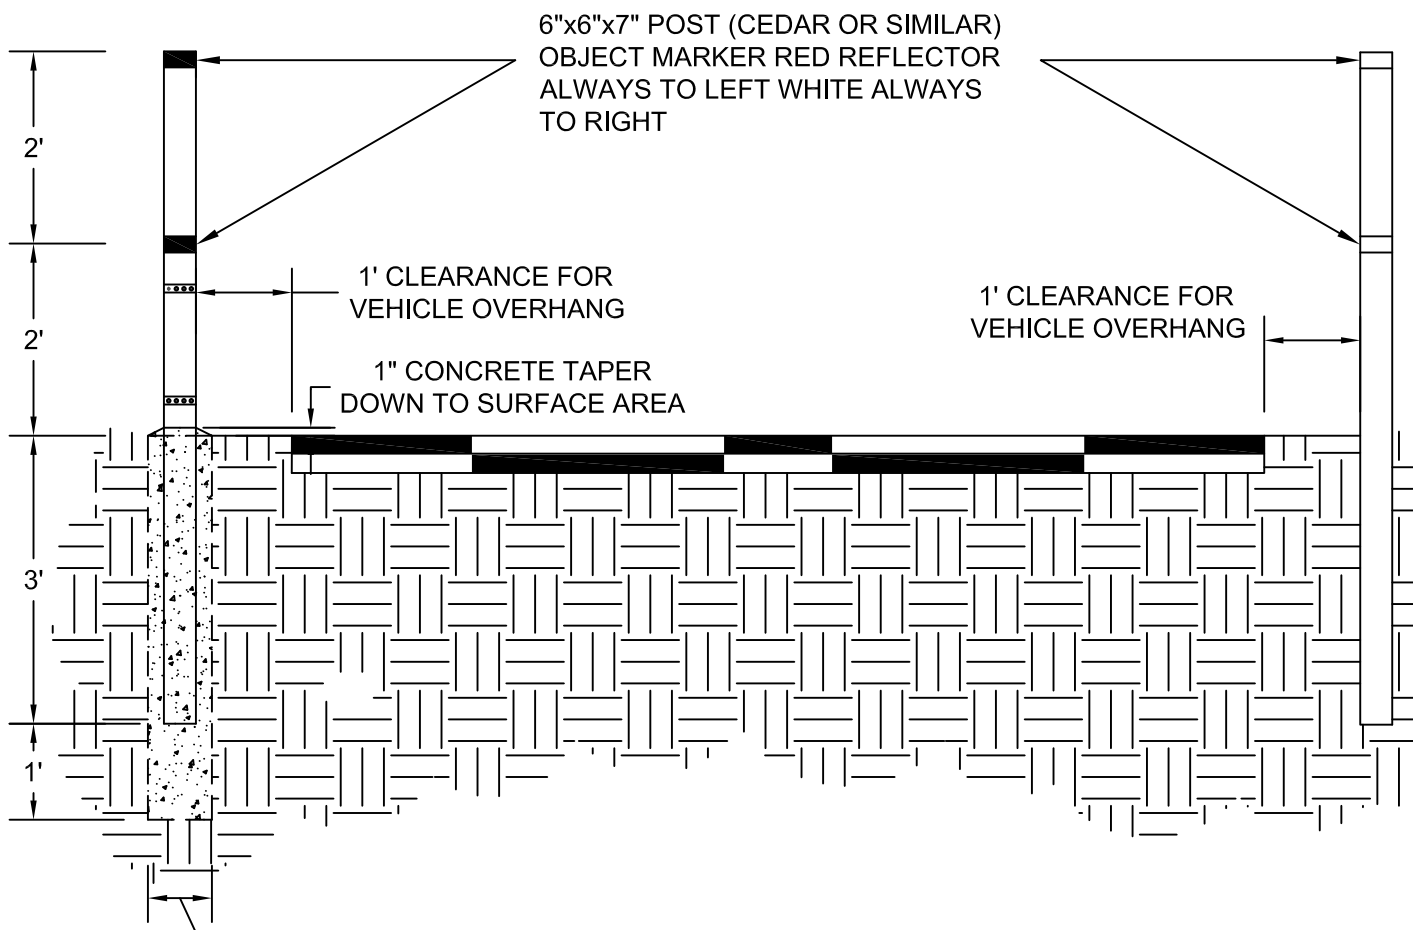 6"x6"x7" POST (CEDAR OR SIMILAR)
OBJECT MARKER RED REFLECTOR
ALWAYS TO LEFT WHITE ALWAYS
TO RIGHT
2'
1' CLEARANCE FOR
VEHICLE OVERHANG
1' CLEARANCE FOR
VEHICLE OVERHANG
2'
1" CONCRETE TAPER
DOWN TO SURFACE AREA
3'
1'